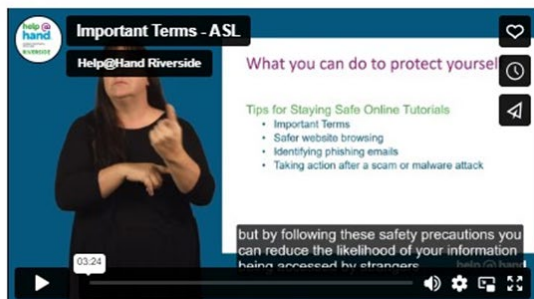 help@
hand
RIVERSIDE
Important Terms - ASL
Help@Hand Riverside
What you can do to protect yoursel
Tips for Staying Safe Online Tutorials
• Important Terms
• Safer website browsing
• Identifying phishing emails
• Taking action after a scam or malware attack
but by following these safety precautions you
can reduce the likelihood of your information
being accessed by strangers
help@hand
03:24